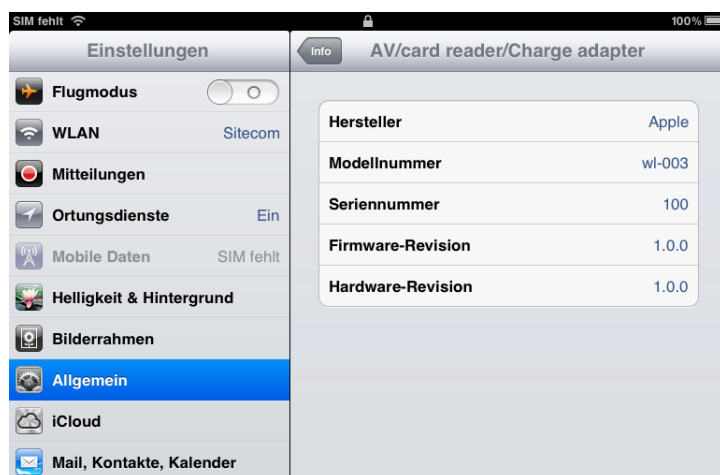 SIM fehlt 100%
Einstellungen
Info AV/card reader/Charge adapter
Flugmodus
WLAN Sitecom
Mitteilungen
Ortungsdienste Ein
Mobile Daten SIM fehlt
Helligkeit & Hintergrund
Bilderrahmen
Allgemein
iCloud
Mail, Kontakte, Kalender
Hersteller Apple
Modellnummer wl-003
Seriennummer 100
Firmware-Revision 1.0.0
Hardware-Revision 1.0.0